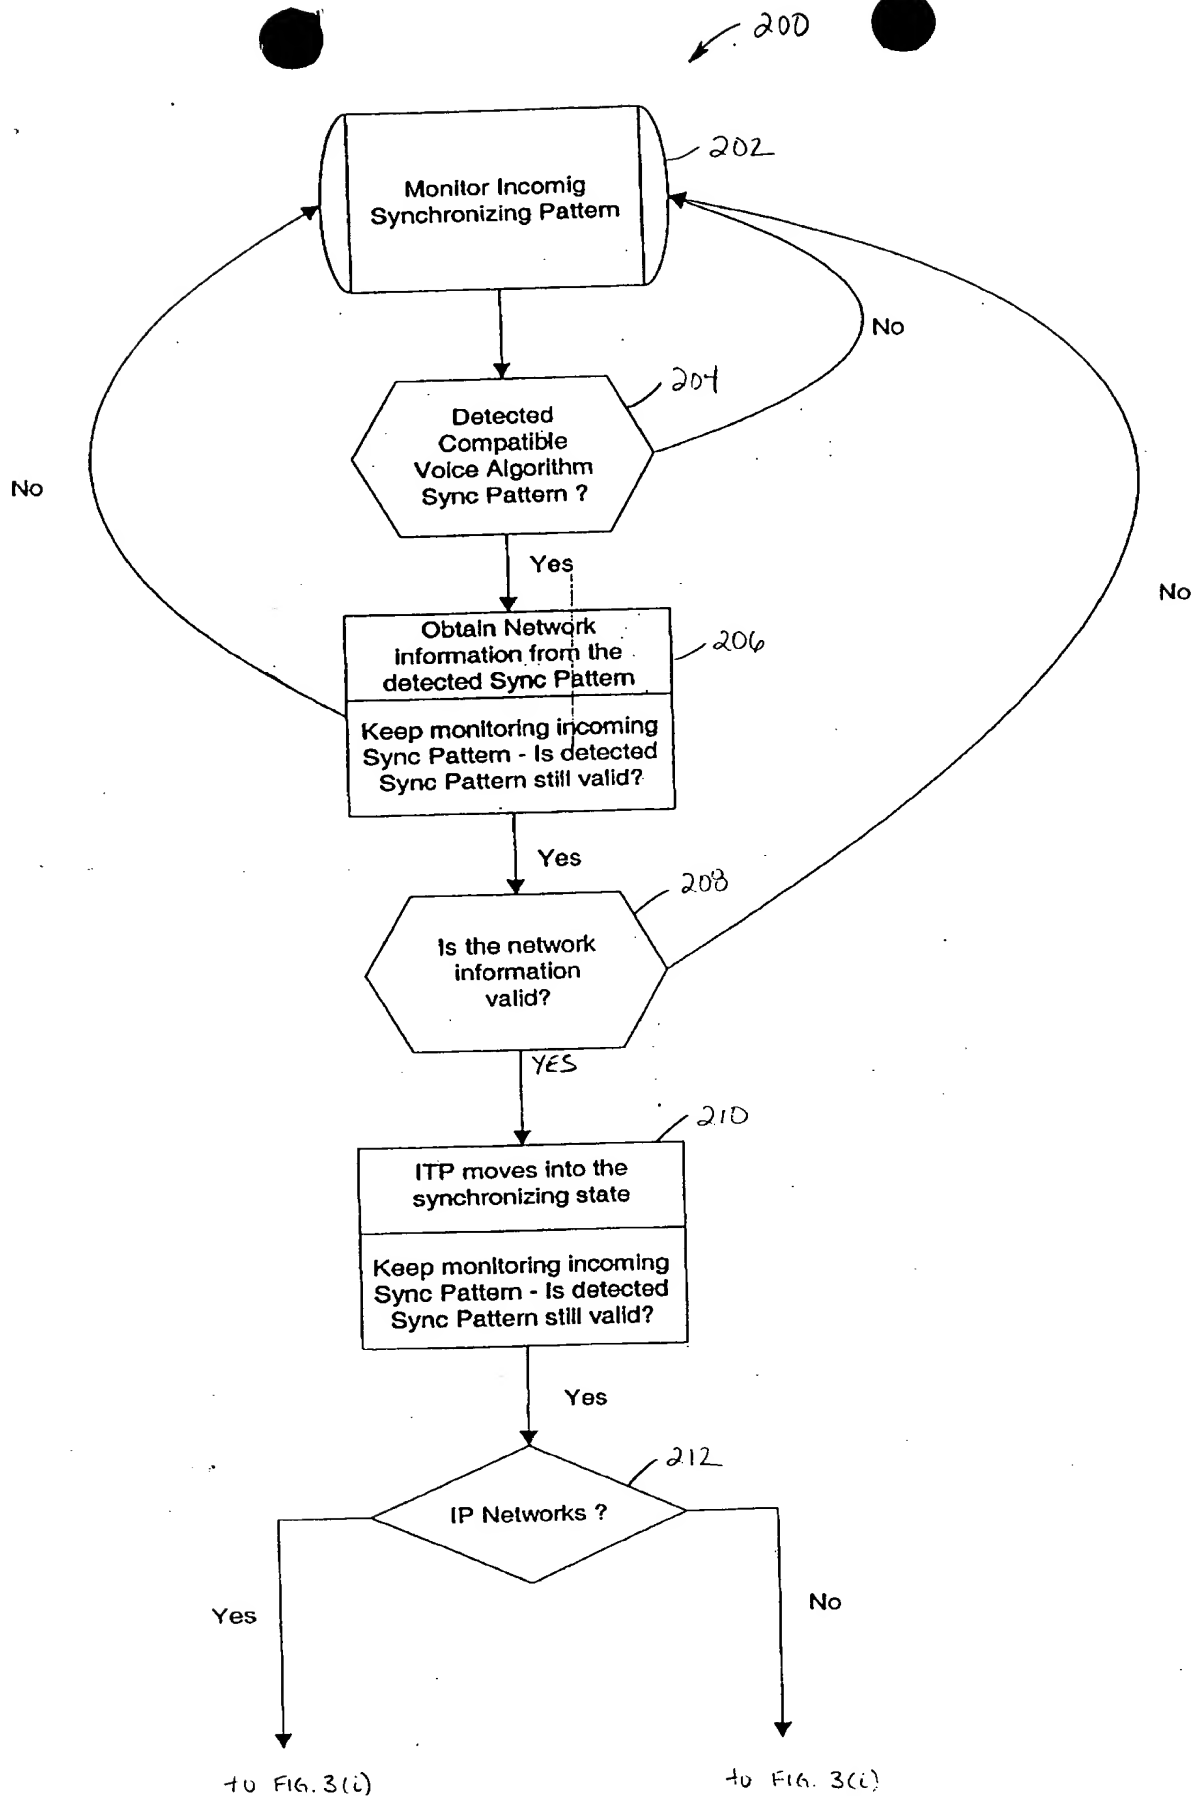 200
202
Monitor Incomig
Synchronizing Pattern
No
204
Detected
Compatible
Voice Algorithm
Sync Pattern ?
No
Yes
No
Obtain Network
information from the
detected Sync Pattern
206
Keep monitoring incoming
Sync Pattern - Is detected
Sync Pattern still valid?
Yes
208
Is the network
information
valid?
YES
210
ITP moves into the
synchronizing state
Keep monitoring incoming
Sync Pattern - Is detected
Sync Pattern still valid?
Yes
212
IP Networks ?
Yes
No
to FIG. 3(i)
to FIG. 3(i)